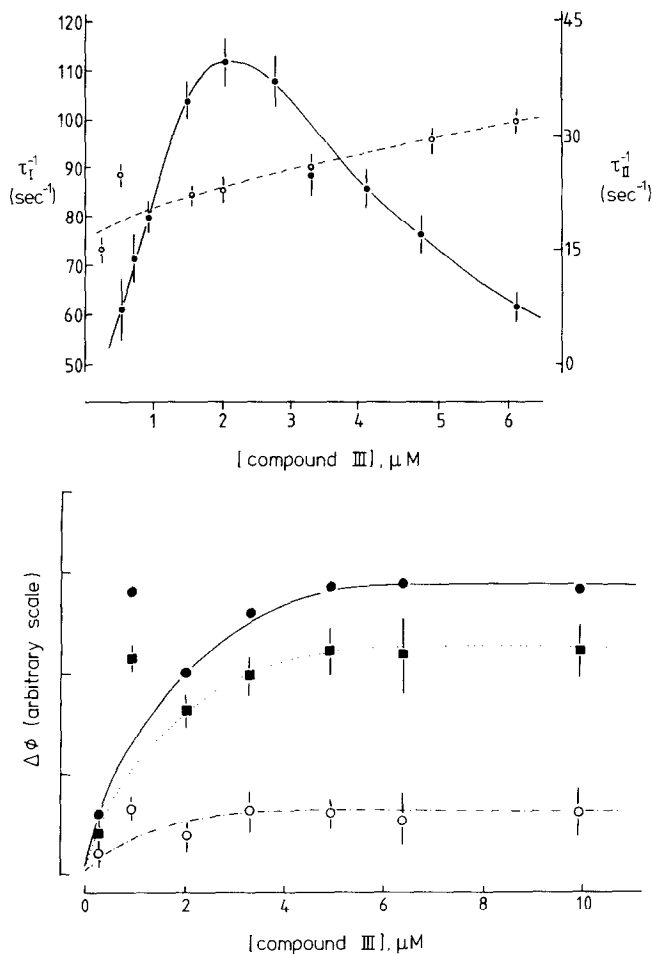 120
110
100
90
80
70
60
50
τ_I^-1
(sec^-1)
45
30
15
0
τ_II^-1
(sec^-1)
1 2 3 4 5 6
[compound III], μM
Δφ (arbitrary scale)
0 2 4 6 8 10
[compound III], μM